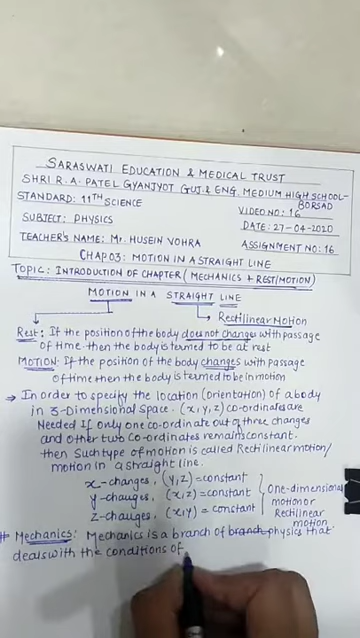 SARASWATI EDUCATION & MEDICAL TRUST
SHRI R.A. PATEL GYANJYOT GUJ. & ENG. MEDIUM HIGH SCHOOL-
BORSAD
STANDARD: 11TH SCIENCE
VIDEO NO: 16
SUBJECT: PHYSICS
DATE: 27-04-2020
TEACHER'S NAME: Mr. HUSEIN VOHRA
ASSIGNMENT NO: 16
CHAP 03: MOTION IN A STRAIGHT LINE
TOPIC: INTRODUCTION OF CHAPTER (MECHANICS + REST/MOTION)
MOTION IN A STRAIGHT LINE
Rectilinear Motion
Rest: If the position of the body does not changes with passage
of time then the body is termed to be at rest
MOTION: If the position of the body changes with passage
of time then the body is termed to be in motion
→ In order to specify the location (orientation) of a body
in 3-Dimensional space. (x, y, z) co-ordinates are
Needed If only one co-ordinate out of three changes
and other two Co-ordinates remains constant.
then Such type of motion is called Rectilinear motion/
motion in a straight line.
x-changes, (y, z) = constant
y-changes, (x, z) = constant
z-changes, (x, y) = constant
One-dimensional
motion or
Rectilinear
motion
# Mechanics: Mechanics is a branch of branch physics that
deals with the conditions of